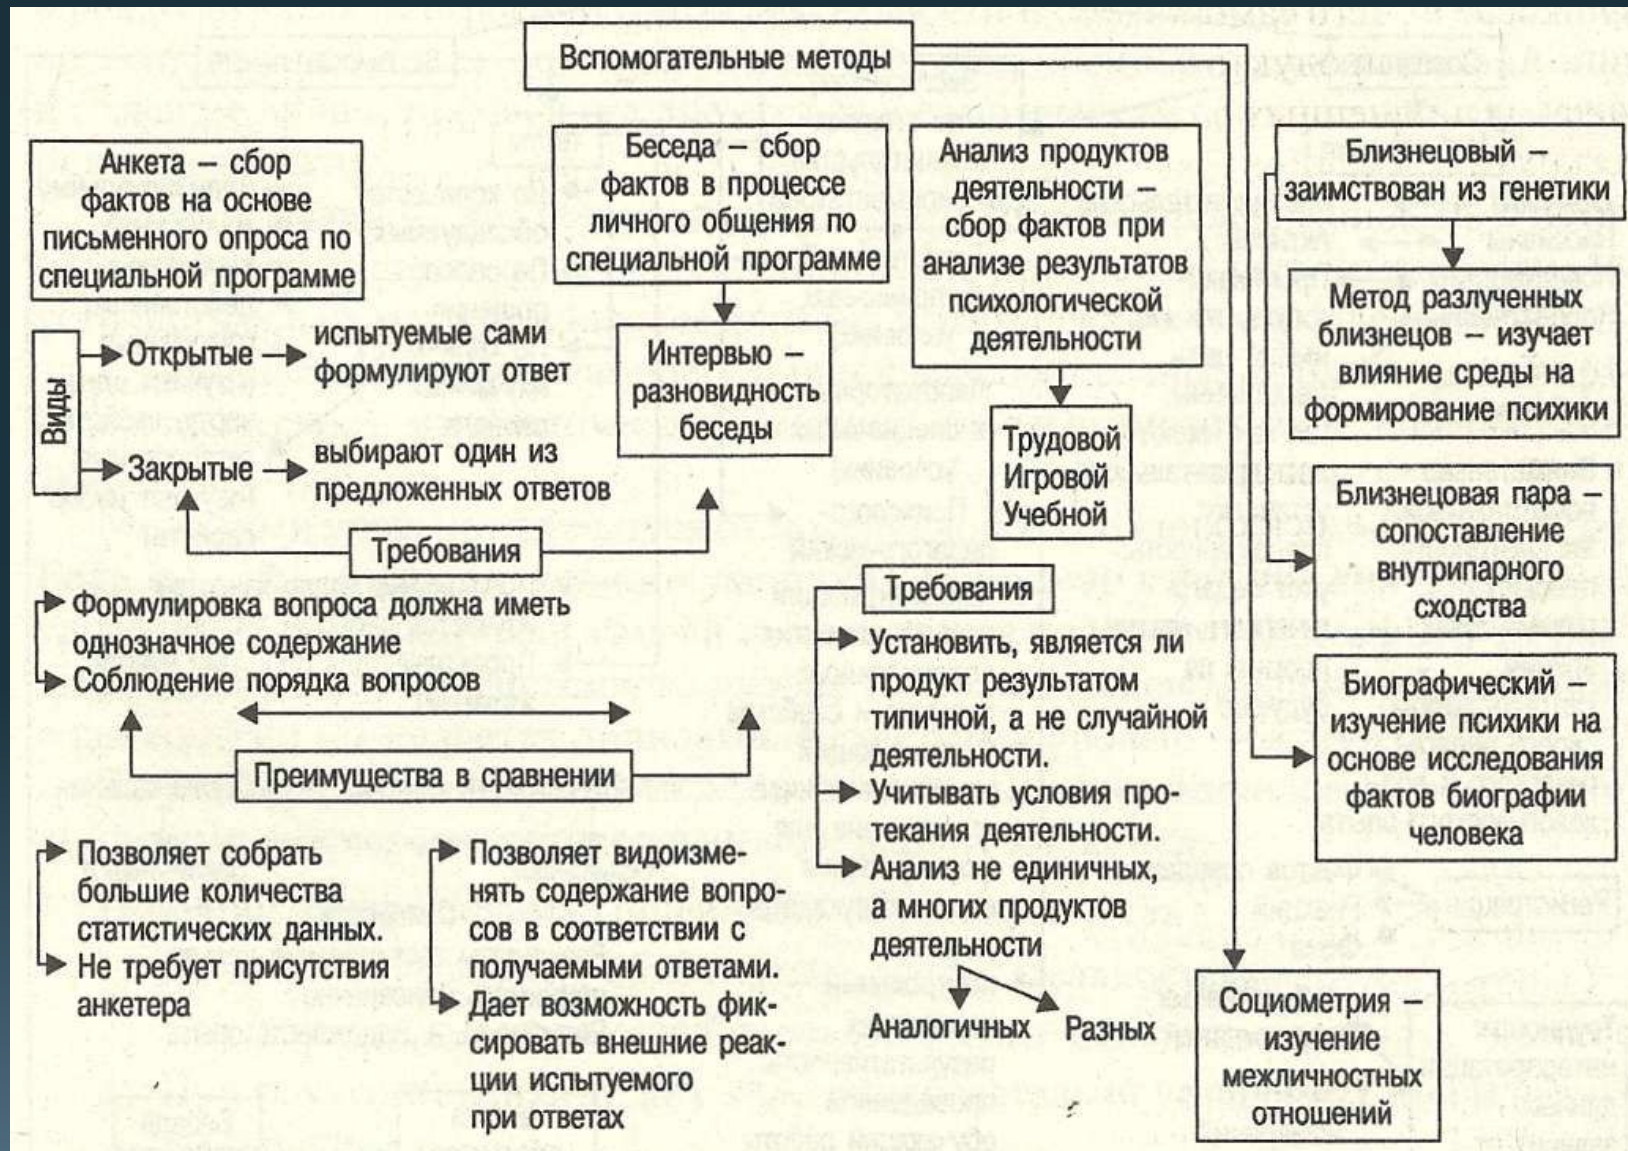 Вспомогательные методы
Анкета – сбор
фактов на основе
письменного опроса по
специальной программе
Виды
Открытые
испытуемые сами
формулируют ответ
Закрытые
выбирают один из
предложенных ответов
Беседа – сбор
фактов в процессе
личного общения по
специальной программе
Интервью –
разновидность
беседы
Требования
Формулировка вопроса должна иметь
однозначное содержание
Соблюдение порядка вопросов
Преимущества в сравнении
Позволяет собрать
большие количества
статистических данных.
Не требует присутствия
анкетера
Позволяет видоизме-
нять содержание вопро-
сов в соответствии с
получаемыми ответами.
Дает возможность фик-
сировать внешние реак-
ции испытуемого
при ответах
Анализ продуктов
деятельности –
сбор фактов при
анализе результатов
психологической
деятельности
Трудовой
Игровой
Учебной
Требования
Установить, является ли
продукт результатом
типичной, а не случайной
деятельности.
Учитывать условия про-
текания деятельности.
Анализ не единичных,
а многих продуктов
деятельности
Аналогичных
Разных
Близнецовый –
заимствован из генетики
Метод разлученных
близнецов – изучает
влияние среды на
формирование психики
Близнецовая пара –
сопоставление
внутрипарного
сходства
Биографический –
изучение психики на
основе исследования
фактов биографии
человека
Социометрия –
изучение
межличностных
отношений